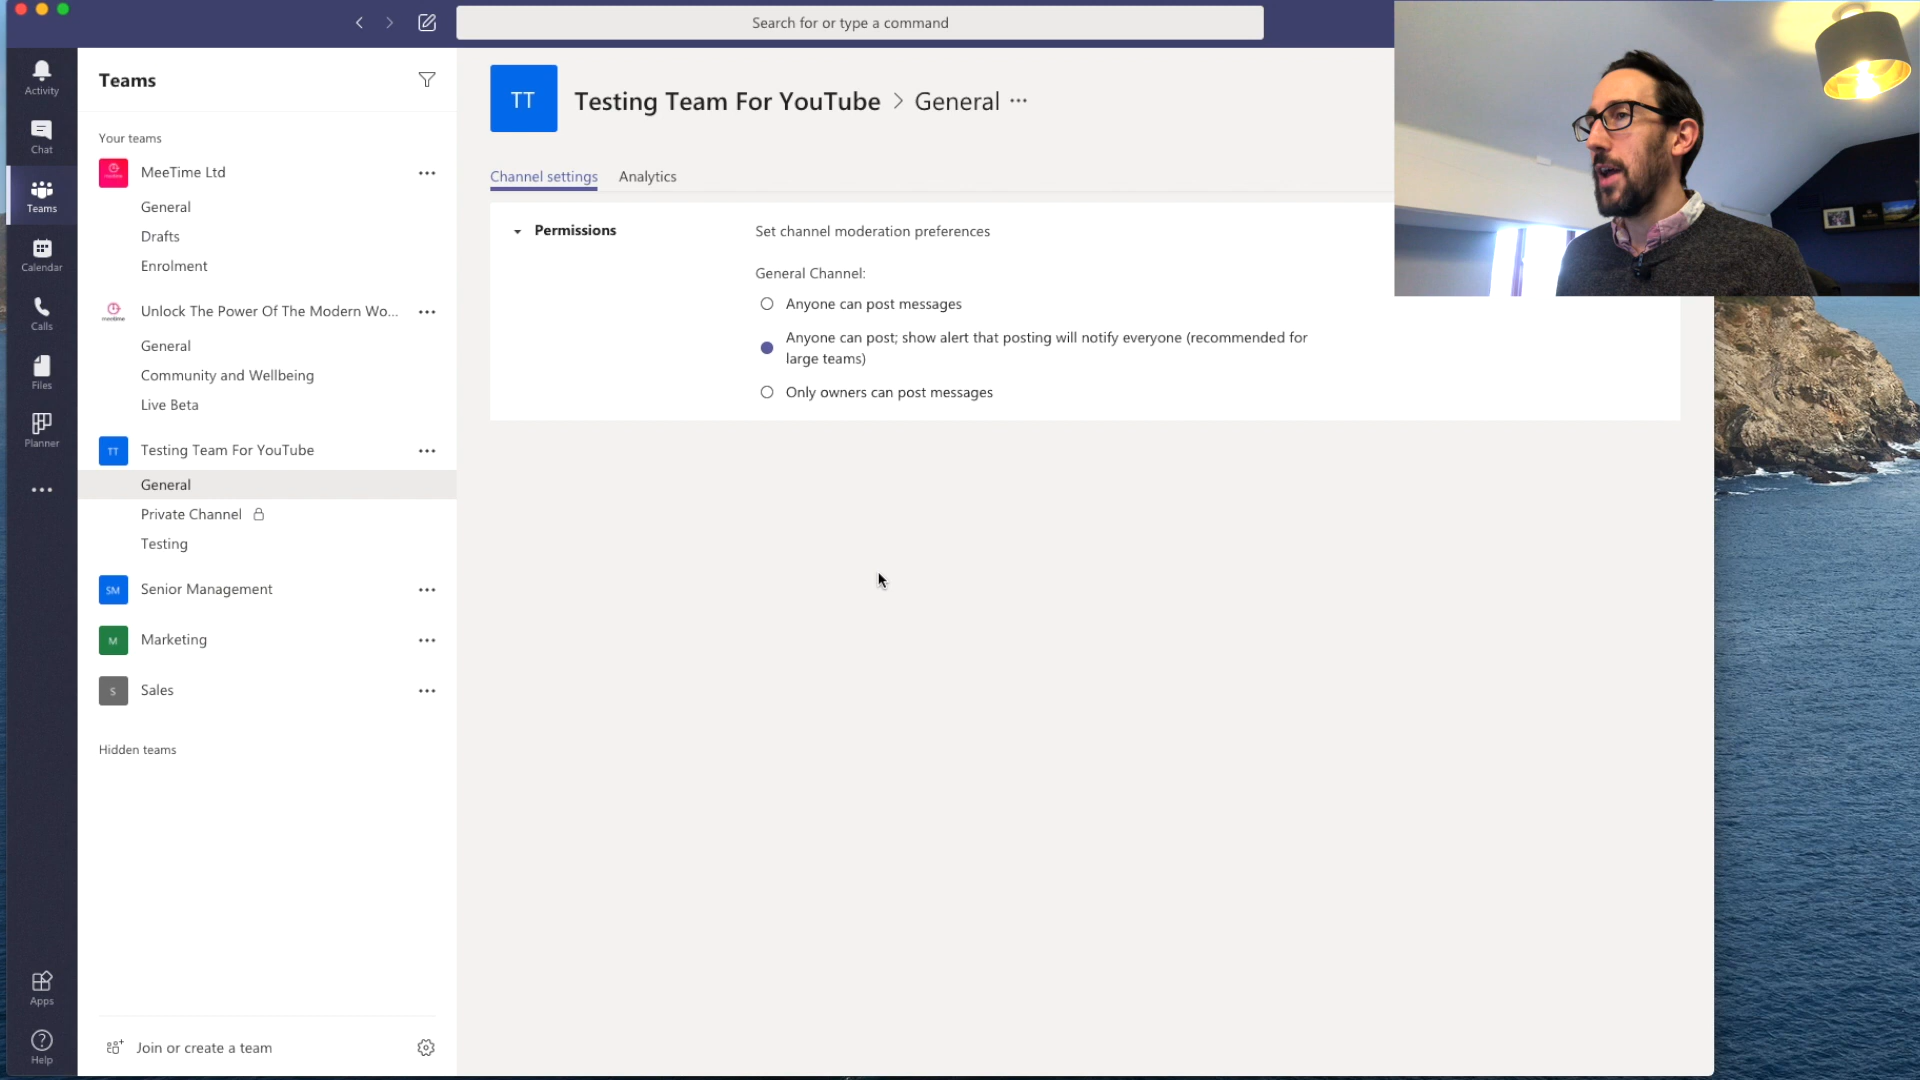 Search for or type a command
Activity
Chat
Teams
Calendar
Calls
Files
Planner
Apps
Help
Teams
Your teams
MeeTime Ltd
General
Drafts
Enrolment
Unlock The Power Of The Modern Wo...
General
Community and Wellbeing
Live Beta
TT Testing Team For YouTube
General
Private Channel
Testing
SM Senior Management
M Marketing
S Sales
Hidden teams
Join or create a team
TT Testing Team For YouTube > General
Channel settings Analytics
Permissions
Set channel moderation preferences
General Channel:
Anyone can post messages
Anyone can post; show alert that posting will notify everyone (recommended for
large teams)
Only owners can post messages